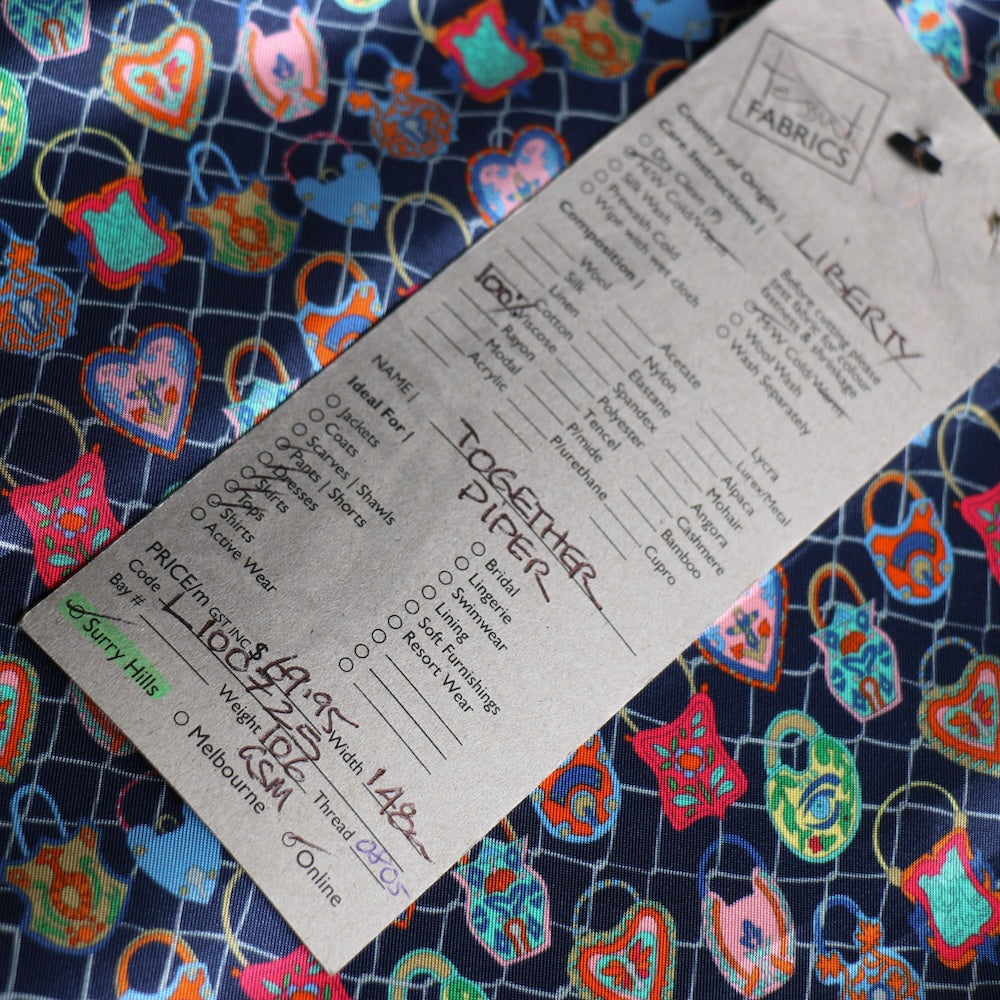 Tessuti
FABRICS
Country of Origin | LIBERTY
Care Instructions |
Dry Clean (P)
T/W Cold/Warm
Silk Wash
Prewash Cold
Wipe with wet cloth
Before cutting please
test fabric for colour
fastness & shrinkage
T/W Cold Warm
Wool Wash
Wash Separately
Composition |
Wool
Silk
Linen
100% Cotton
Viscose
Rayon
Modal
Acrylic
Acetate
Nylon
Elastane
Spandex
Polyester
Tencel
P/mide
P/urethane
Lycra
Lurex/Metal
Alpaca
Mohair
Angora
Cashmere
Bamboo
Cupro
NAME | TOGETHER
PIPER
Ideal For |
Jackets
Coats
Scarves | Shawls
Pants | Shorts
Dresses
Skirts
Tops
Shirts
Active Wear
Bridal
Lingerie
Swimwear
Lining
Soft Furnishings
Resort Wear
PRICE/m GST INC $ 69.95 Width 148
Code L100725 Weight 106 GSM Thread 0805
Bay #
Surry Hills
Melbourne
Online